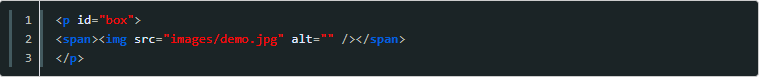 1 <p id="box">
2 <span><img src="images/demo.jpg" alt="" /></span>
3 </p>